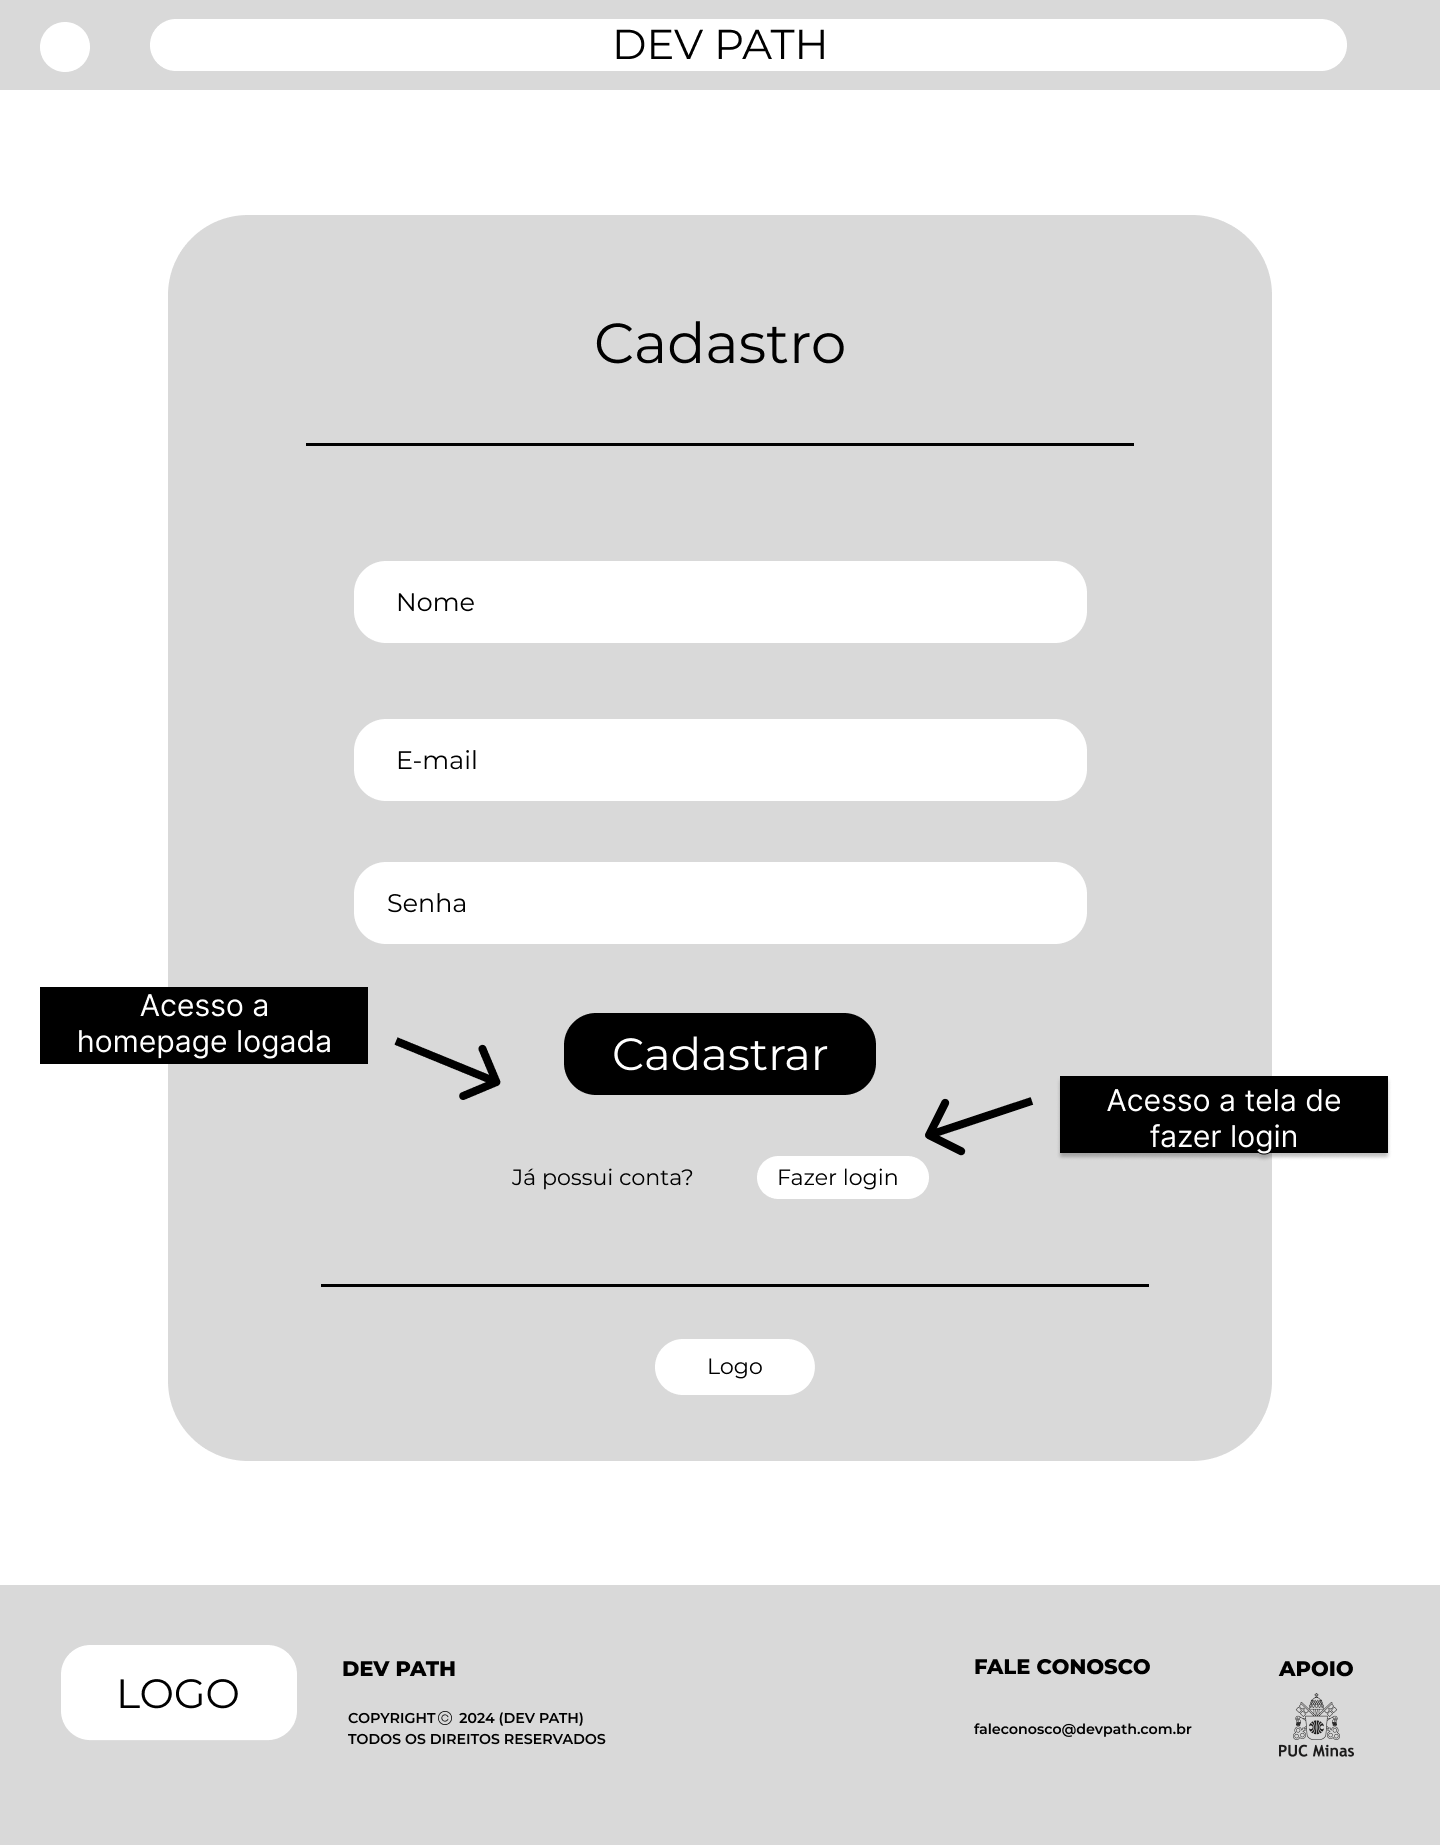 DEV PATH
Cadastro
Nome
E-mail
Senha
Acesso a
homepage logada
Cadastrar
Acesso a tela de
fazer login
Já possui conta?
Fazer login
Logo
LOGO
DEV PATH
COPYRIGHT © 2024 (DEV PATH)
TODOS OS DIREITOS RESERVADOS
FALE CONOSCO
faleconosco@devpath.com.br
APOIO
PUC Minas